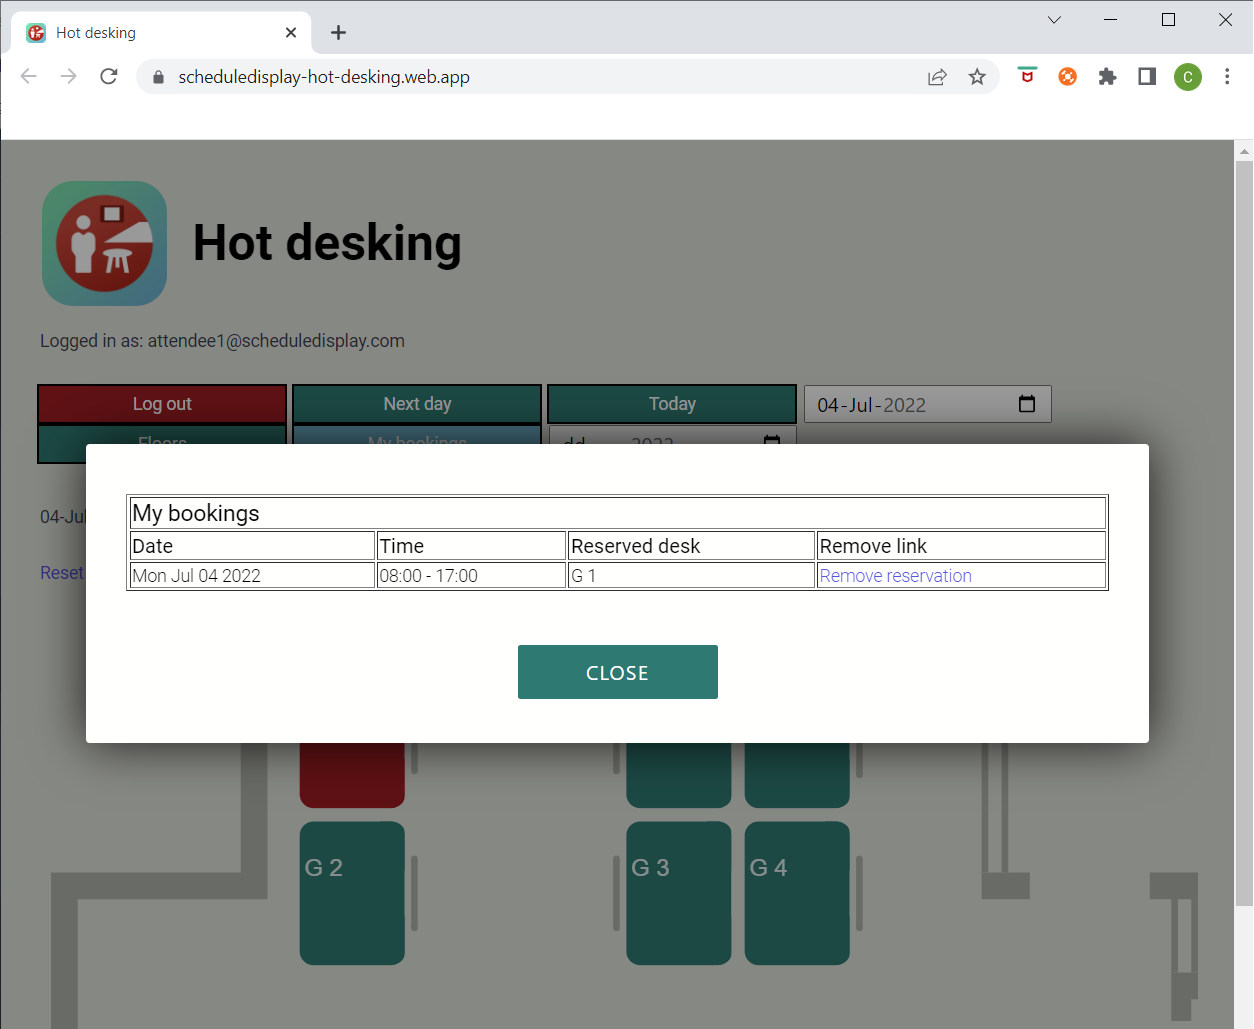 Hot desking
scheduledisplay-hot-desking.web.app
C
Hot desking
Logged in as: attendee1@scheduledisplay.com
Log out Next day Today 04-Jul-2022
Floors My bookings 2022
04-Jul
Reset
My bookings
Date Time Reserved desk Remove link
Mon Jul 04 2022 08:00 - 17:00 G 1 Remove reservation
CLOSE
G 2 G 3 G 4